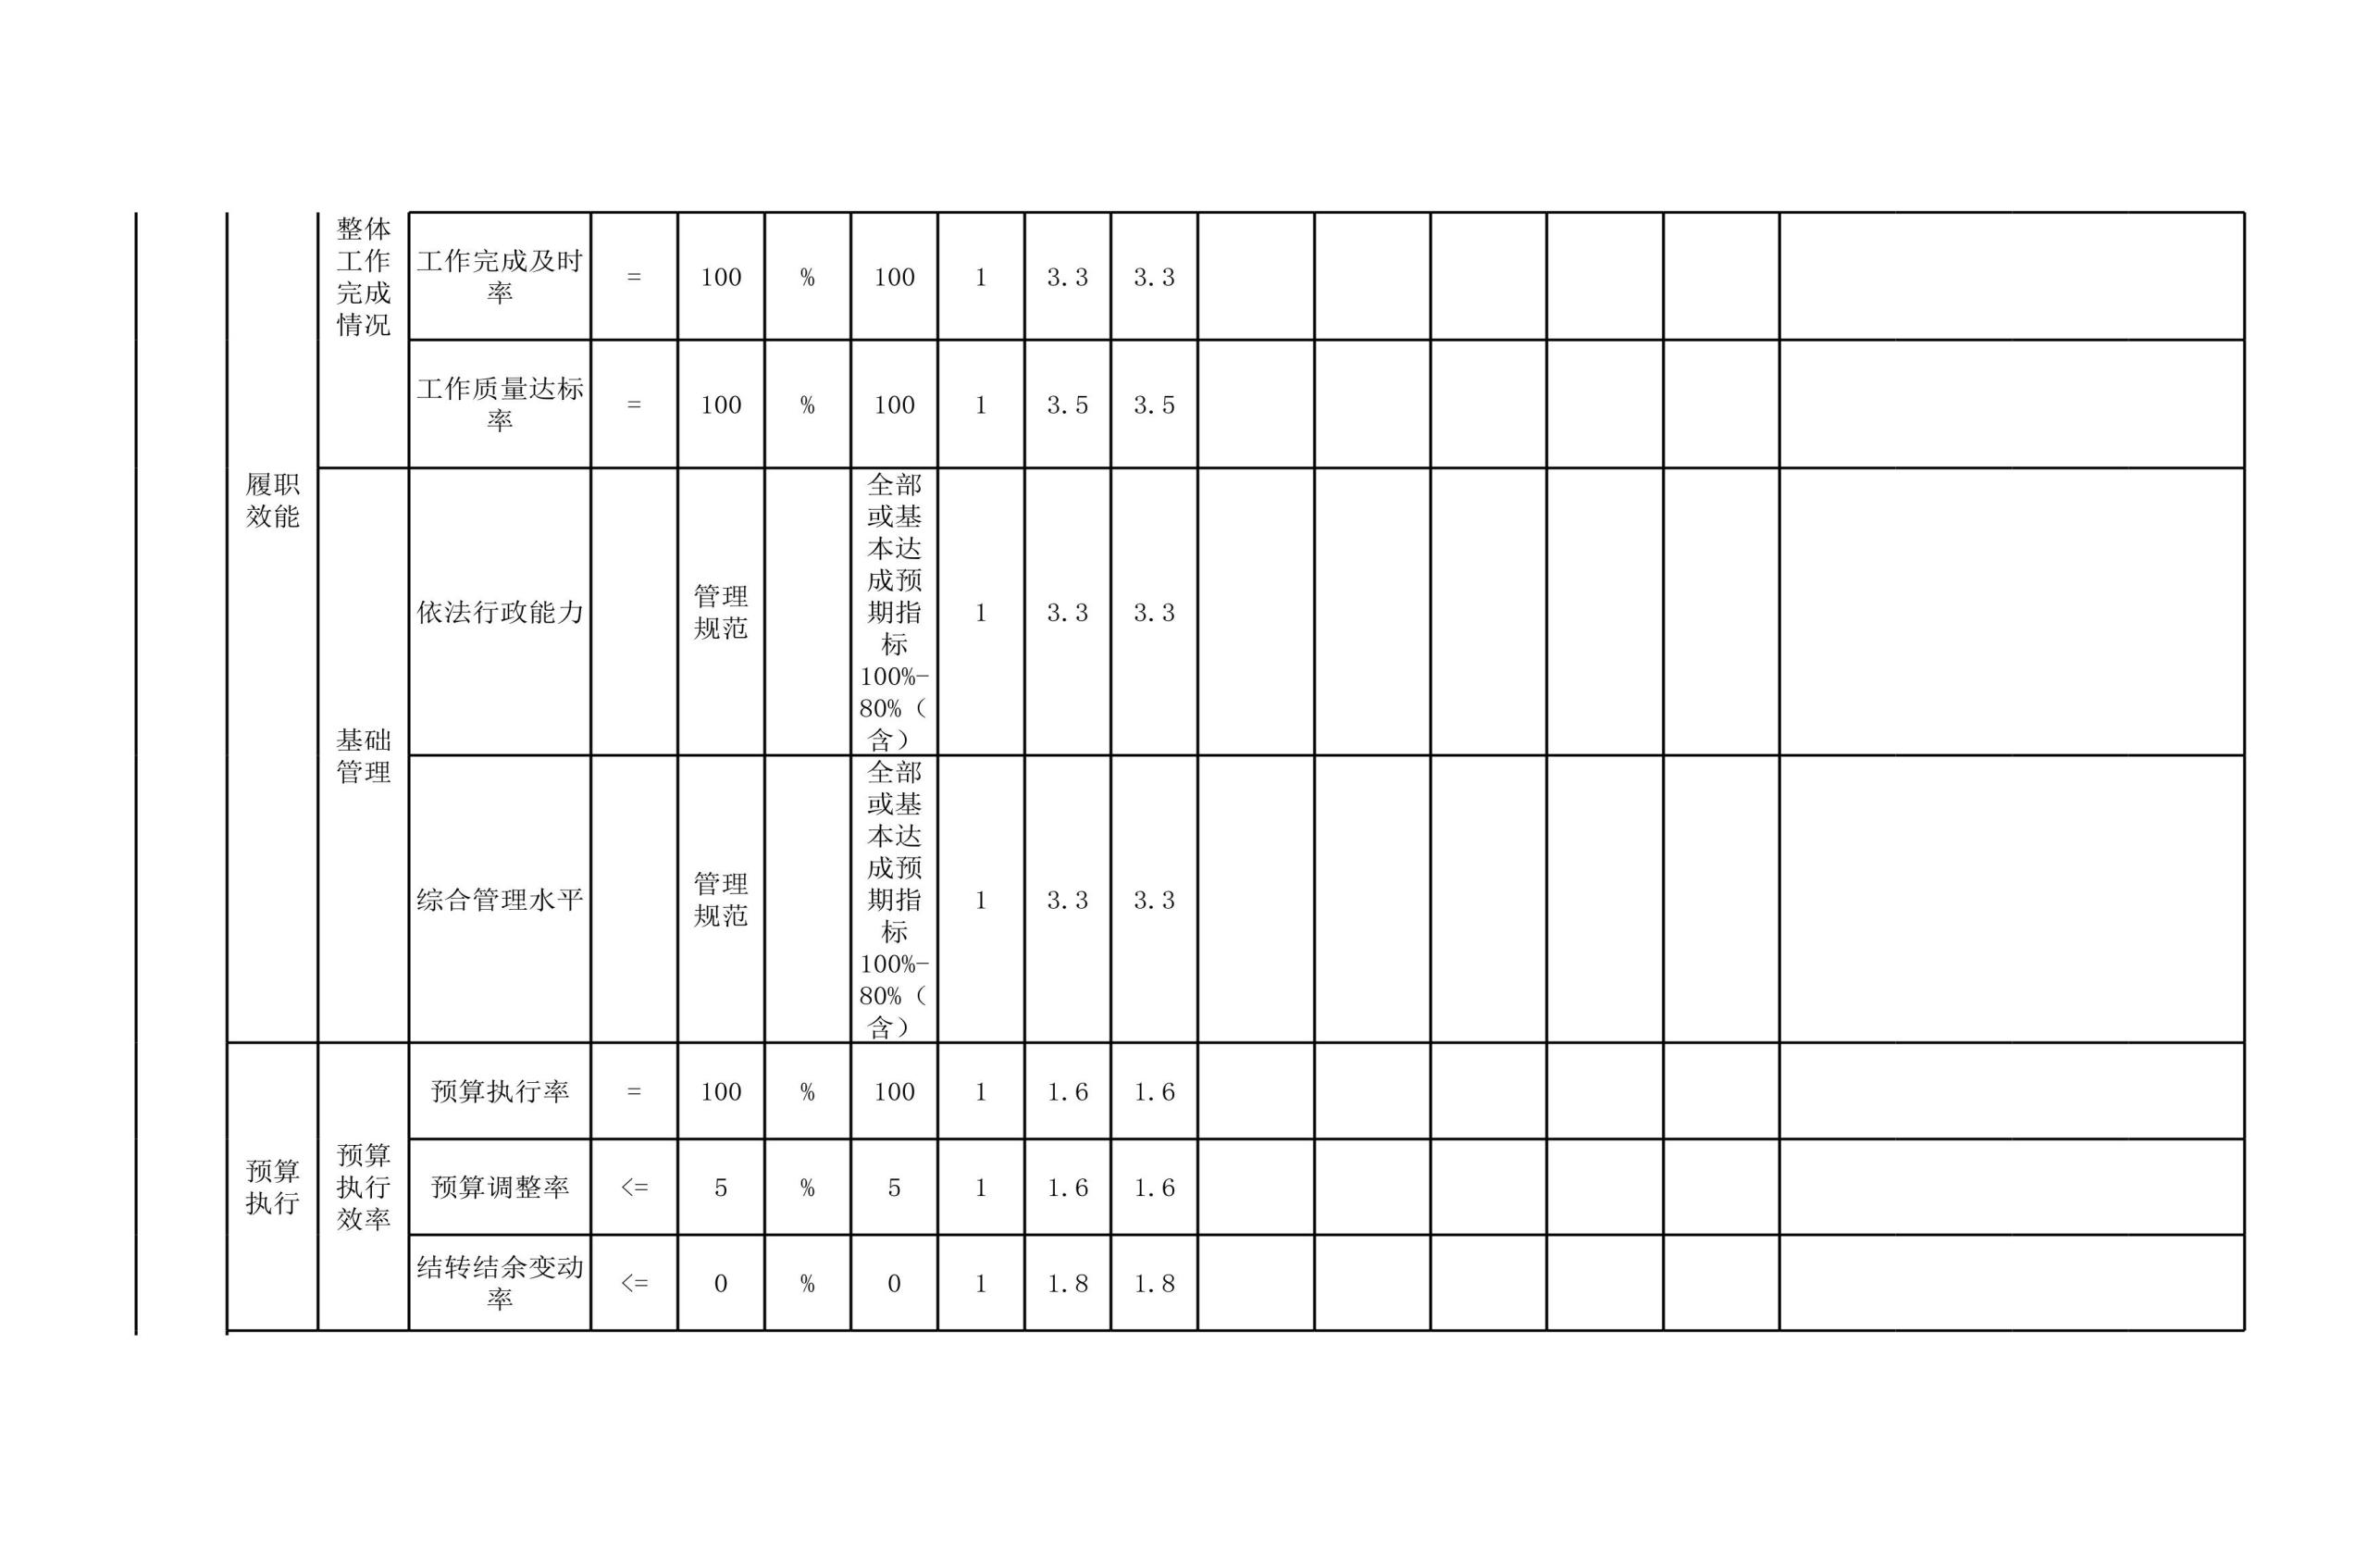 履职
效能
整体
工作
完成
情况
工作完成及时
率
=
100
%
100
1
3.3
3.3
工作质量达标
率
=
100
%
100
1
3.5
3.5
基础
管理
依法行政能力
管理
规范
全部
或基
本达
成预
期指
标
100%-
80%（
含）
1
3.3
3.3
综合管理水平
管理
规范
全部
或基
本达
成预
期指
标
100%-
80%（
含）
1
3.3
3.3
预算
执行
预算
执行
效率
预算执行率
=
100
%
100
1
1.6
1.6
预算调整率
<=
5
%
5
1
1.6
1.6
结转结余变动
率
<=
0
%
0
1
1.8
1.8